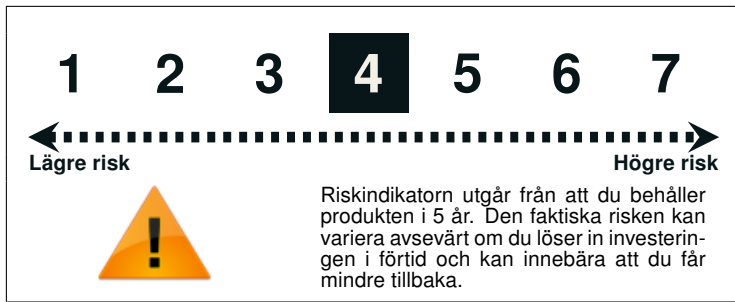 1 2 3 4 5 6 7
Lägre risk Högre risk
!
Riskindikatorn utgår från att du behåller
produkten i 5 år. Den faktiska risken kan
variera avsevärt om du löser in investerin-
gen i förtid och kan innebära att du får
mindre tillbaka.